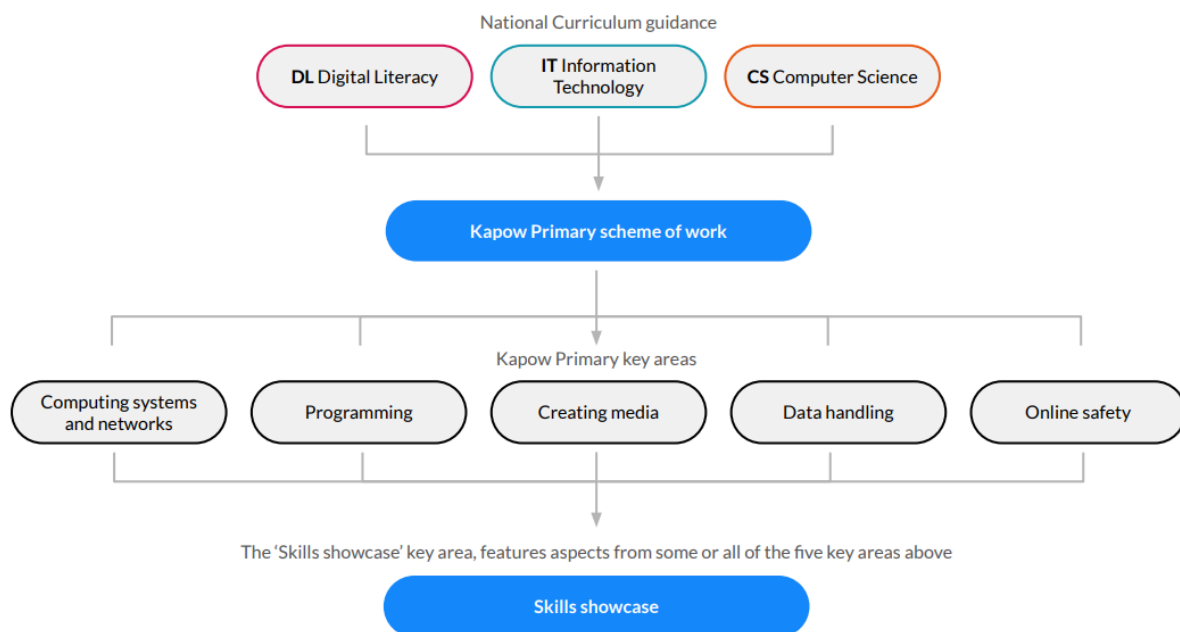 National Curriculum guidance
DL Digital Literacy
IT Information
Technology
CS Computer Science
Kapow Primary scheme of work
Kapow Primary key areas
Computing systems
and networks
Programming
Creating media
Data handling
Online safety
The ‘Skills showcase’ key area, features aspects from some or all of the five key areas above
Skills showcase